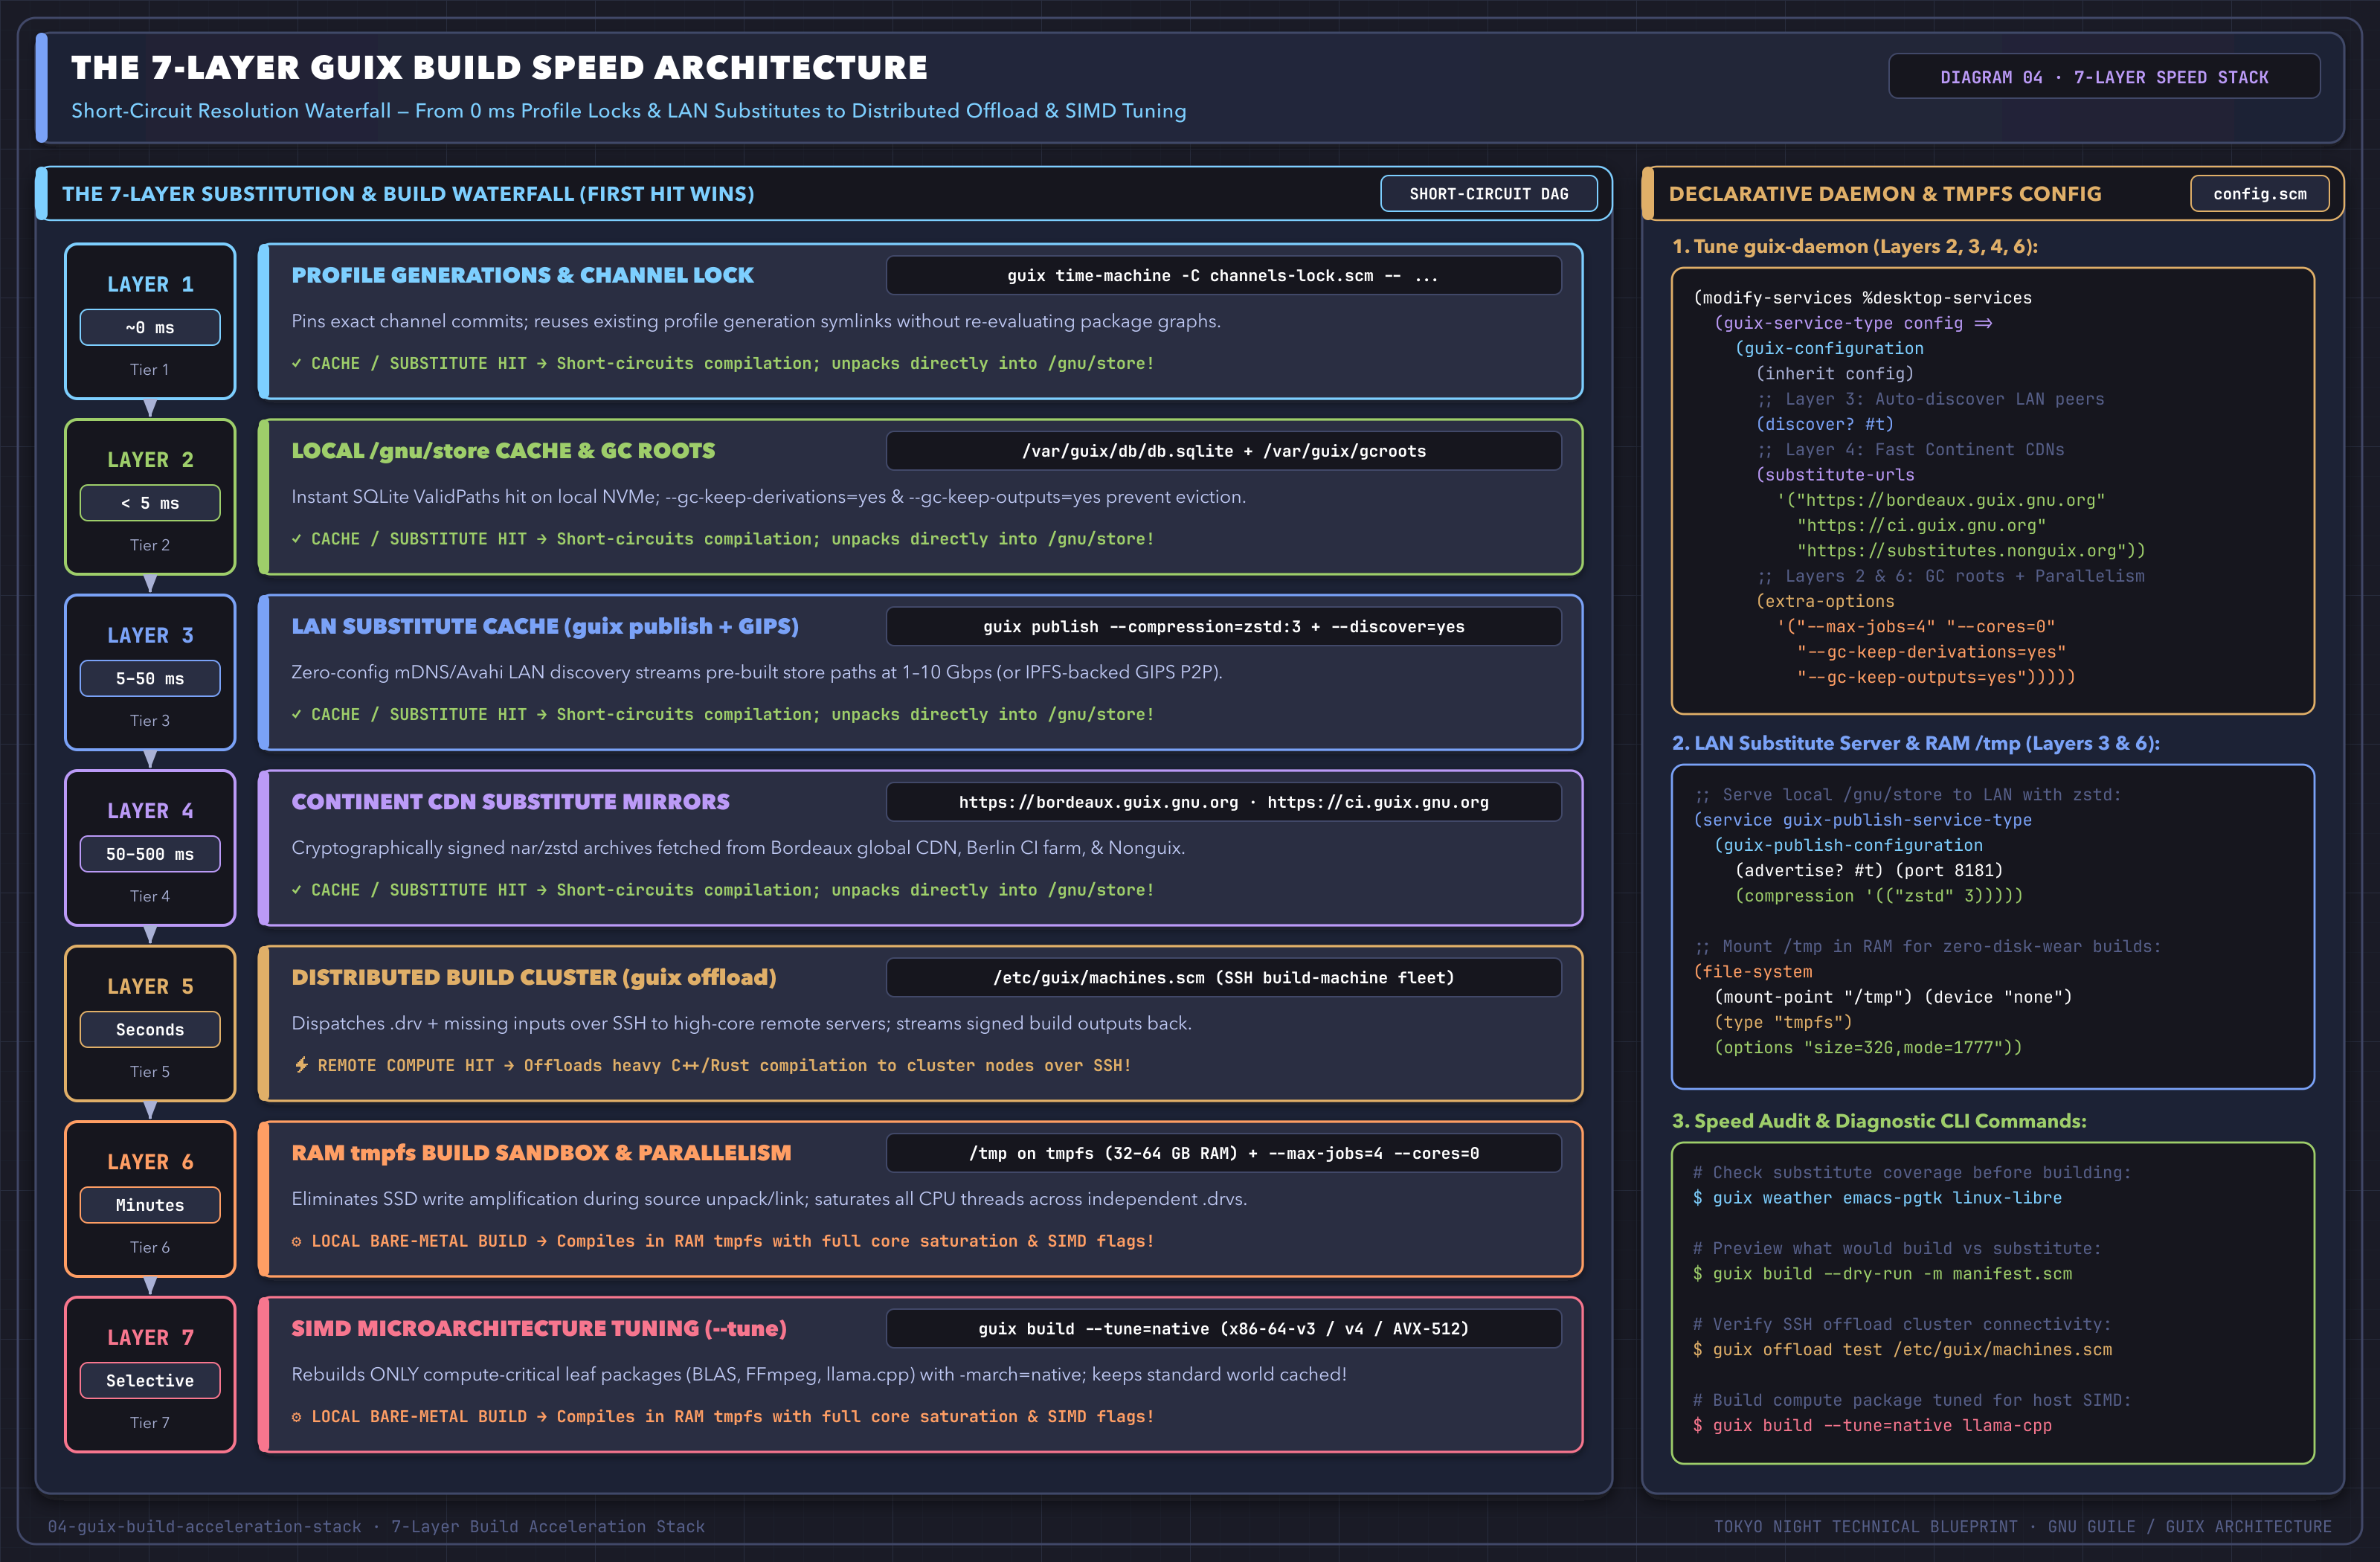 THE 7-LAYER GUIX BUILD SPEED ARCHITECTURE
Short-Circuit Resolution Waterfall – From 0 ms Profile Locks & LAN Substitutes to Distributed Offload & SIMD Tuning
DIAGRAM 04 · 7-LAYER SPEED STACK
THE 7-LAYER SUBSTITUTION & BUILD WATERFALL (FIRST HIT WINS)
SHORT-CIRCUIT DAG
LAYER 1
~0 ms
Tier 1
PROFILE GENERATIONS & CHANNEL LOCK
guix time-machine -C channels-lock.scm -- ...
Pins exact channel commits; reuses existing profile generation symlinks without re-evaluating package graphs.
✓ CACHE / SUBSTITUTE HIT → Short-circuits compilation; unpacks directly into /gnu/store!
LAYER 2
< 5 ms
Tier 2
LOCAL /gnu/store CACHE & GC ROOTS
/var/guix/db/db.sqlite + /var/guix/gcroots
Instant SQLite ValidPaths hit on local NVMe; --gc-keep-derivations=yes & --gc-keep-outputs=yes prevent eviction.
✓ CACHE / SUBSTITUTE HIT → Short-circuits compilation; unpacks directly into /gnu/store!
LAYER 3
5–50 ms
Tier 3
LAN SUBSTITUTE CACHE (guix publish + GIPS)
guix publish --compression=zstd:3 + --discover=yes
Zero-config mDNS/Avahi LAN discovery streams pre-built store paths at 1–10 Gbps (or IPFS-backed GIPS P2P).
✓ CACHE / SUBSTITUTE HIT → Short-circuits compilation; unpacks directly into /gnu/store!
LAYER 4
50–500 ms
Tier 4
CONTINENT CDN SUBSTITUTE MIRRORS
https://bordeaux.guix.gnu.org · https://ci.guix.gnu.org
Cryptographically signed nar/zstd archives fetched from Bordeaux global CDN, Berlin CI farm, & Nonguix.
✓ CACHE / SUBSTITUTE HIT → Short-circuits compilation; unpacks directly into /gnu/store!
LAYER 5
Seconds
Tier 5
DISTRIBUTED BUILD CLUSTER (guix offload)
/etc/guix/machines.scm (SSH build-machine fleet)
Dispatches .drv + missing inputs over SSH to high-core remote servers; streams signed build outputs back.
⚡ REMOTE COMPUTE HIT → Offloads heavy C++/Rust compilation to cluster nodes over SSH!
LAYER 6
Minutes
Tier 6
RAM tmpfs BUILD SANDBOX & PARALLELISM
/tmp on tmpfs (32–64 GB RAM) + --max-jobs=4 --cores=0
Eliminates SSD write amplification during source unpack/link; saturates all CPU threads across independent .drvs.
⚙ LOCAL BARE-METAL BUILD → Compiles in RAM tmpfs with full core saturation & SIMD flags!
LAYER 7
Selective
Tier 7
SIMD MICROARCHITECTURE TUNING (--tune)
guix build --tune=native (x86-64-v3 / v4 / AVX-512)
Rebuilds ONLY compute-critical leaf packages (BLAS, FFmpeg, llama.cpp) with -march=native; keeps standard world cached!
⚙ LOCAL BARE-METAL BUILD → Compiles in RAM tmpfs with full core saturation & SIMD flags!
DECLARATIVE DAEMON & TMPFS CONFIG
config.scm
1. Tune guix-daemon (Layers 2, 3, 4, 6):
(modify-services %desktop-services
(guix-service-type config =>
(guix-configuration
(inherit config)
;; Layer 3: Auto-discover LAN peers
(discover? #t)
;; Layer 4: Fast Continent CDNs
(substitute-urls
'("https://bordeaux.guix.gnu.org"
"https://ci.guix.gnu.org"
"https://substitutes.nonguix.org"))
;; Layers 2 & 6: GC roots + Parallelism
(extra-options
'("--max-jobs=4" "--cores=0"
"--gc-keep-derivations=yes"
"--gc-keep-outputs=yes")))))
2. LAN Substitute Server & RAM /tmp (Layers 3 & 6):
;; Serve local /gnu/store to LAN with zstd:
(service guix-publish-service-type
(guix-publish-configuration
(advertise? #t) (port 8181)
(compression '(("zstd" 3)))))
;; Mount /tmp in RAM for zero-disk-wear builds:
(file-system
(mount-point "/tmp") (device "none")
(type "tmpfs")
(options "size=32G,mode=1777"))
3. Speed Audit & Diagnostic CLI Commands:
# Check substitute coverage before building:
$ guix weather emacs-pgtk linux-libre
# Preview what would build vs substitute:
$ guix build --dry-run -m manifest.scm
# Verify SSH offload cluster connectivity:
$ guix offload test /etc/guix/machines.scm
# Build compute package tuned for host SIMD:
$ guix build --tune=native llama-cpp
04-guix-build-acceleration-stack · 7-Layer Build Acceleration Stack
TOKYO NIGHT TECHNICAL BLUEPRINT · GNU GUILE / GUIX ARCHITECTURE